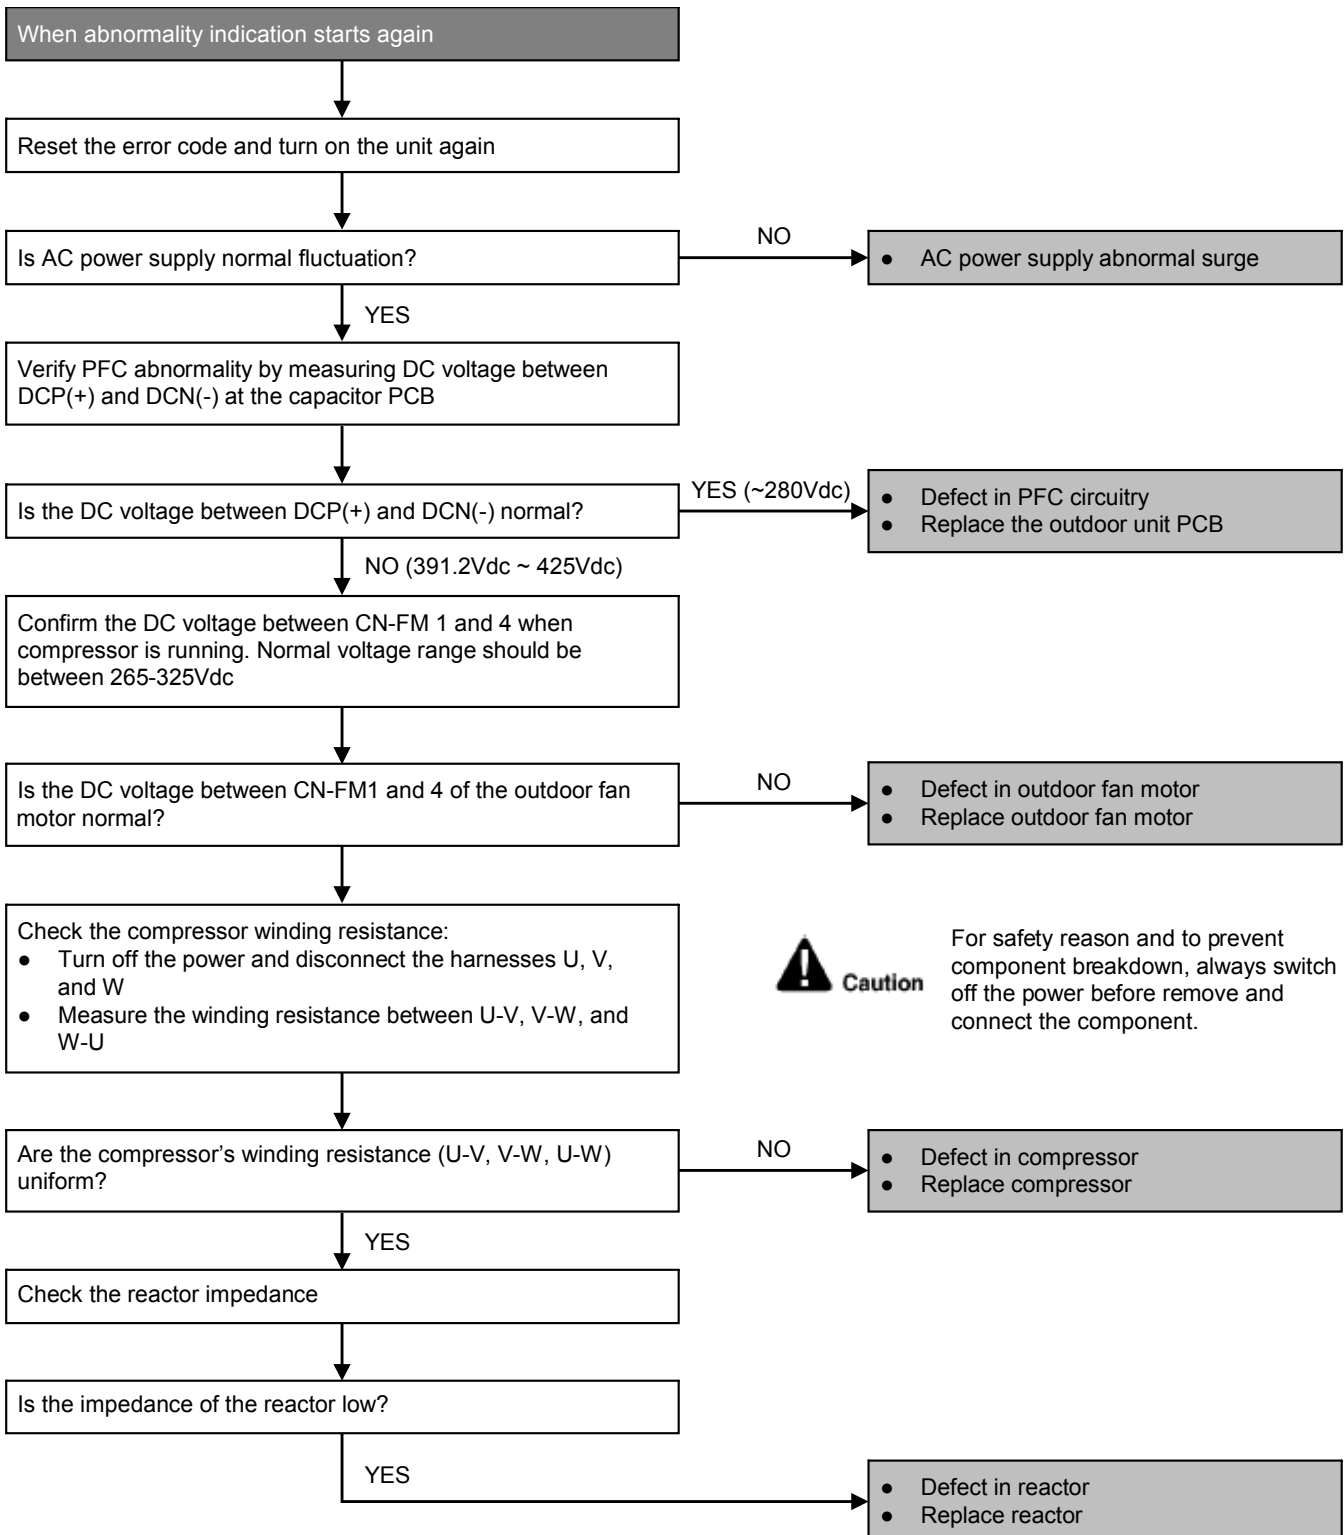 When abnormality indication starts again
Reset the error code and turn on the unit again
Is AC power supply normal fluctuation?
NO
● AC power supply abnormal surge
YES
Verify PFC abnormality by measuring DC voltage between
DCP(+) and DCN(-) at the capacitor PCB
Is the DC voltage between DCP(+) and DCN(-) normal?
YES (~280Vdc)
● Defect in PFC circuitry
● Replace the outdoor unit PCB
NO (391.2Vdc ~ 425Vdc)
Confirm the DC voltage between CN-FM 1 and 4 when
compressor is running. Normal voltage range should be
between 265-325Vdc
Is the DC voltage between CN-FM1 and 4 of the outdoor fan
motor normal?
NO
● Defect in outdoor fan motor
● Replace outdoor fan motor
Check the compressor winding resistance:
● Turn off the power and disconnect the harnesses U, V,
and W
● Measure the winding resistance between U-V, V-W, and
W-U
Caution
For safety reason and to prevent
component breakdown, always switch
off the power before remove and
connect the component.
Are the compressor’s winding resistance (U-V, V-W, U-W)
uniform?
NO
● Defect in compressor
● Replace compressor
YES
Check the reactor impedance
Is the impedance of the reactor low?
YES
● Defect in reactor
● Replace reactor